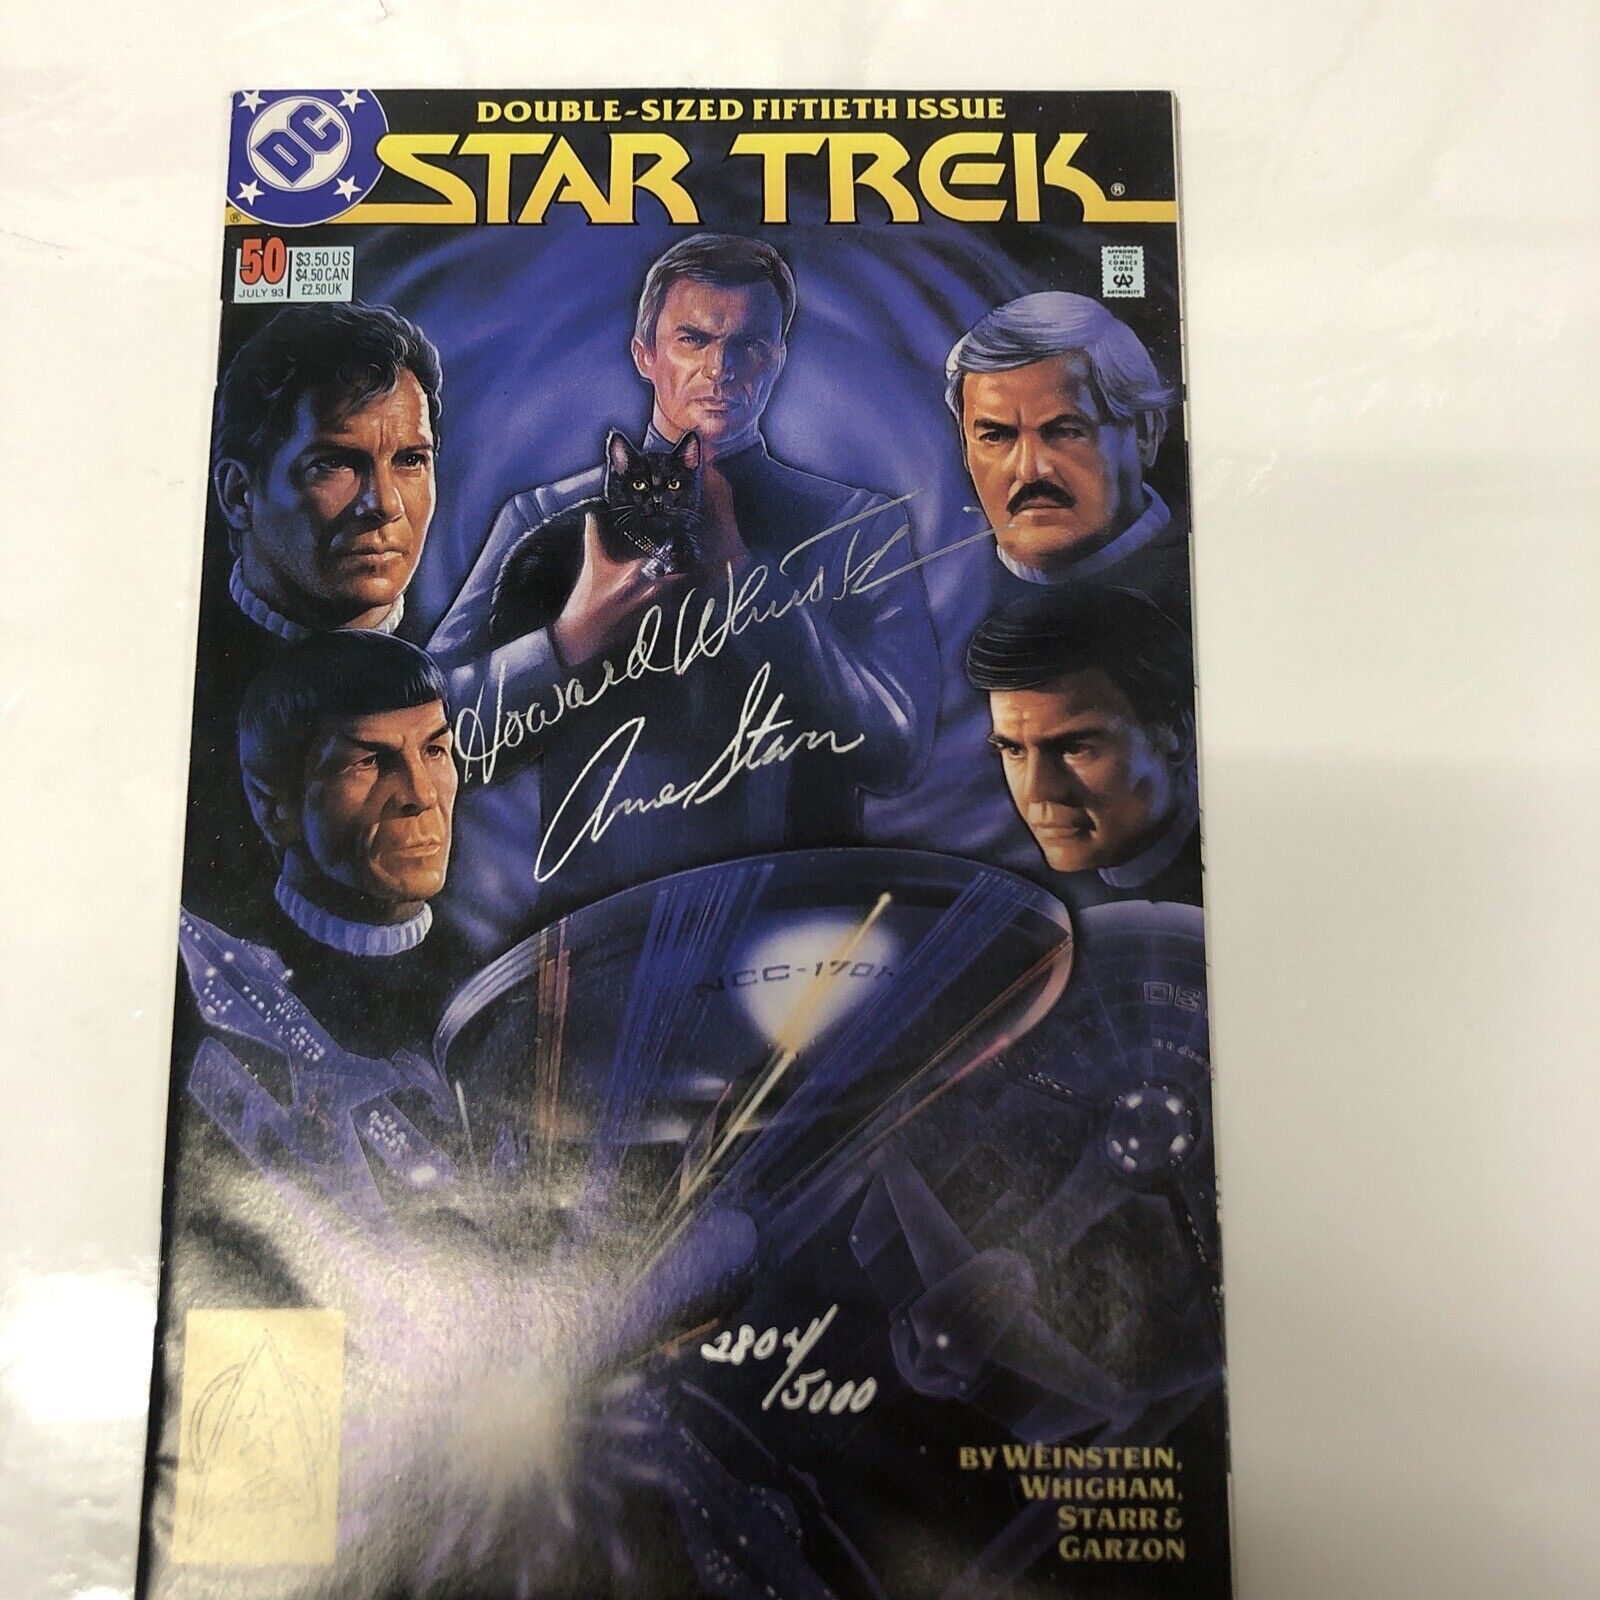 DOUBLE-SIZED FIFTIETH ISSUE
DC
STAR TREK®
®
50
$3.50 US
$4.50 CAN
£2.50 UK
JULY 93
APPROVED
BY THE
COMICS
CODE
CA
AUTHORITY
Howard Weinstein
Arne Starr
NCC-170
2804/
5000
BY WEINSTEIN,
WHIGHAM,
STARR &
GARZON